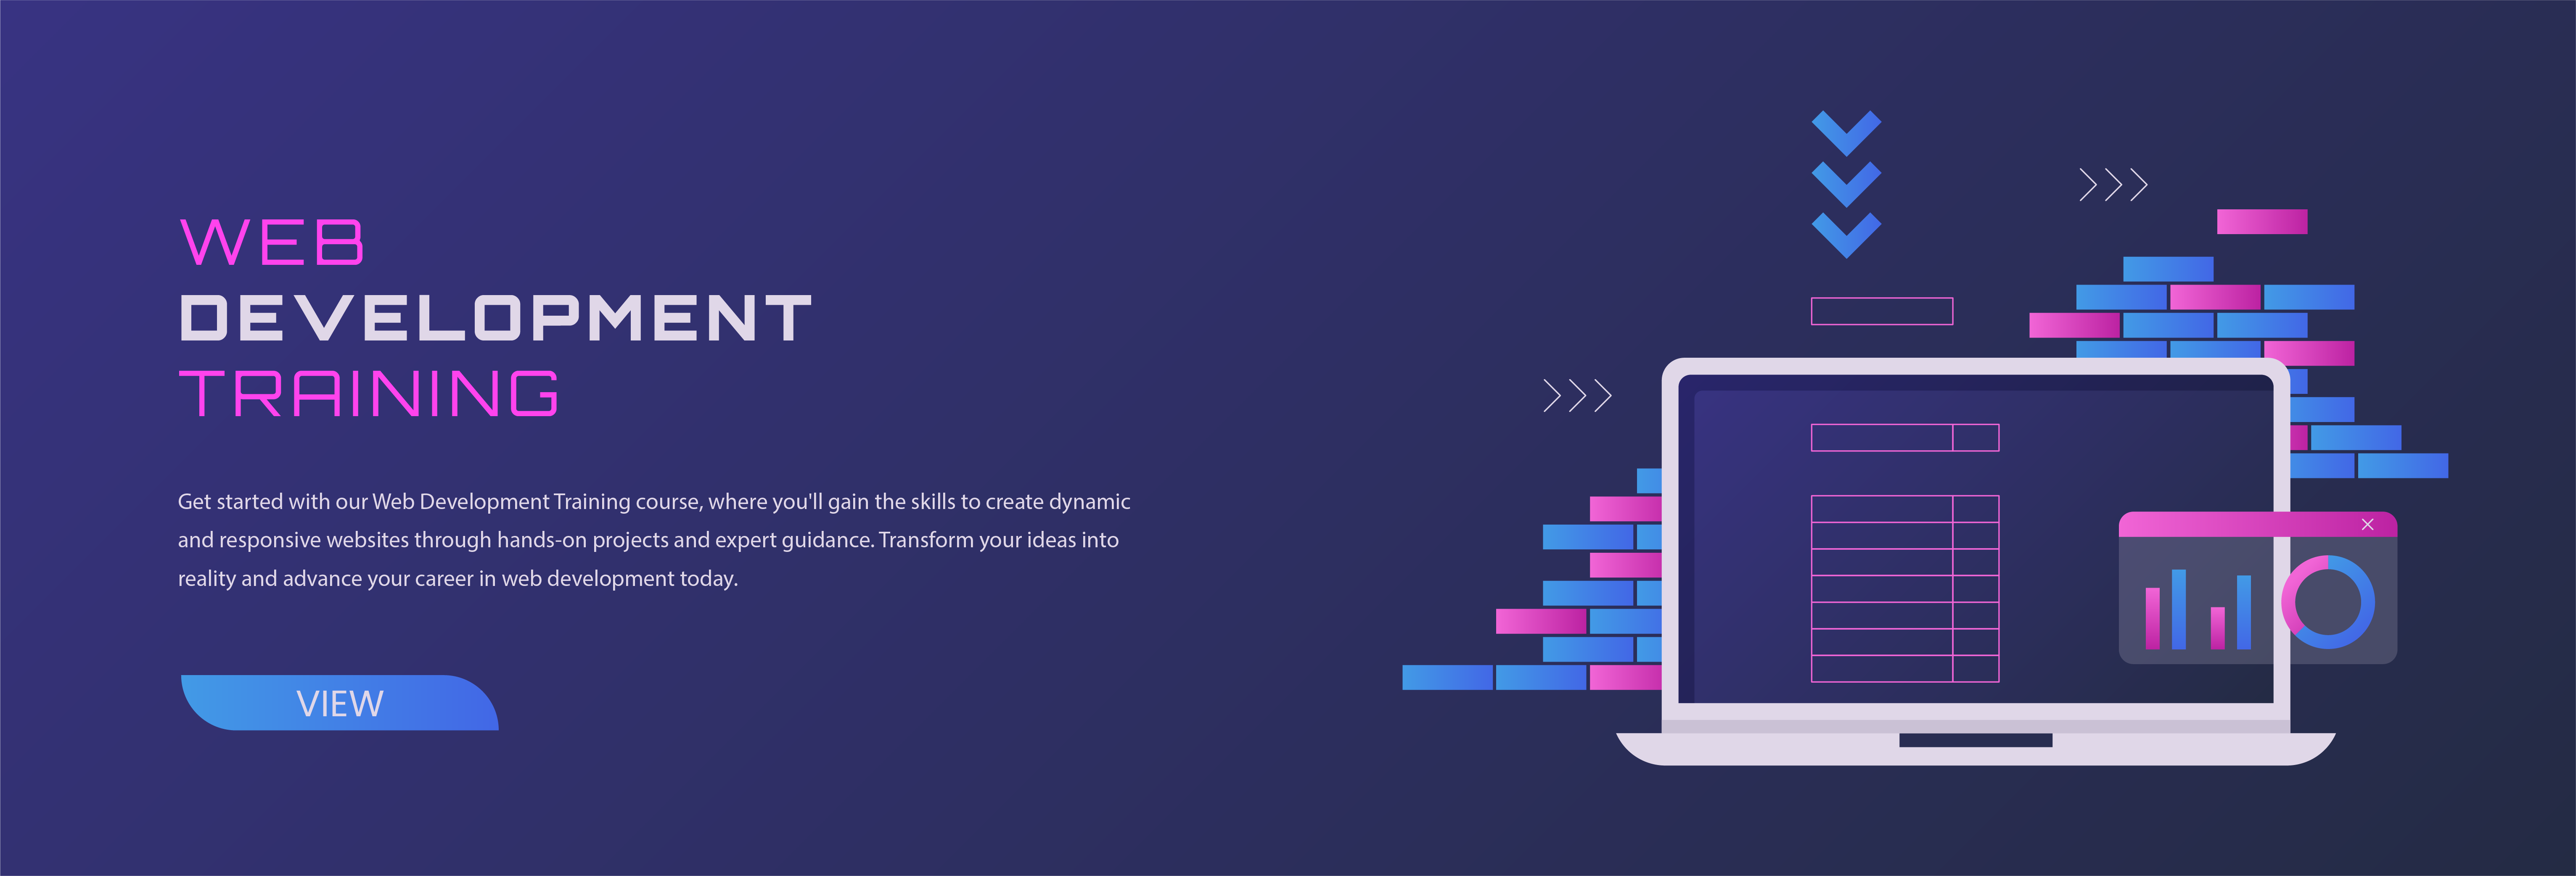 WEB
DEVELOPMENT
TRAINING
Get started with our Web Development Training course, where you'll gain the skills to create dynamic
and responsive websites through hands-on projects and expert guidance. Transform your ideas into
reality and advance your career in web development today.
VIEW